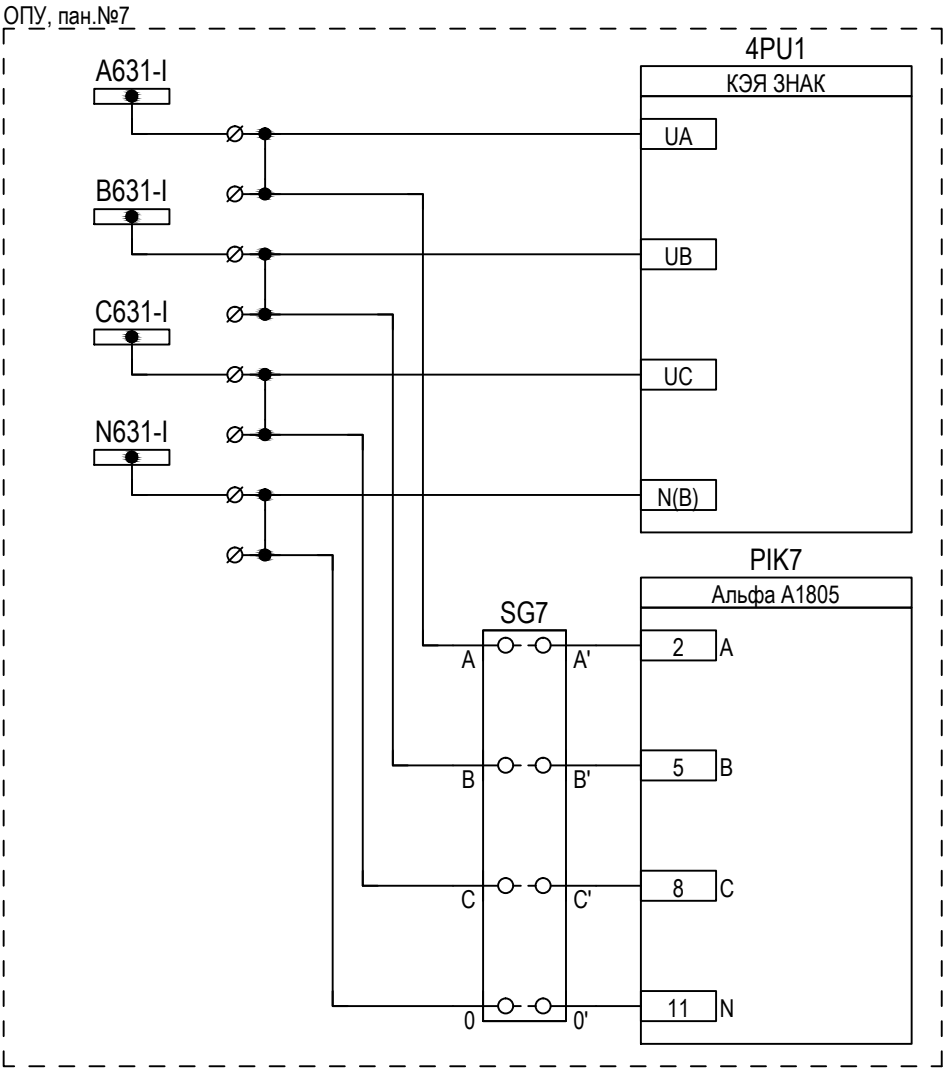 ОПУ, пан.№7
4PU1
КЭЯ ЗНАК
A631-I
UA
B631-I
UB
C631-I
UC
N631-I
N(B)
PIK7
Альфа А1805
SG7
A
A'
2
A
B
B'
5
B
C
C'
8
C
0
0'
11
N